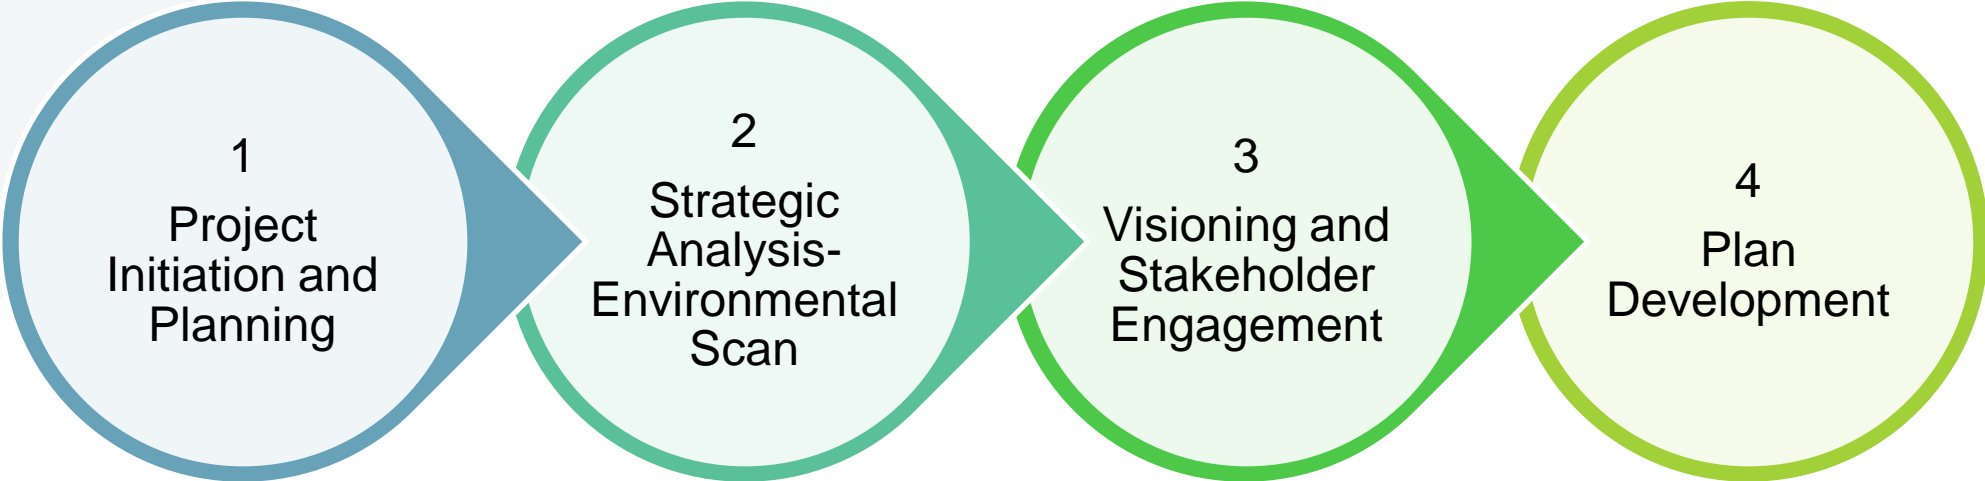 1
Project
Initiation and
Planning
2
Strategic
Analysis-
Environmental
Scan
3
Visioning and
Stakeholder
Engagement
4
Plan
Development